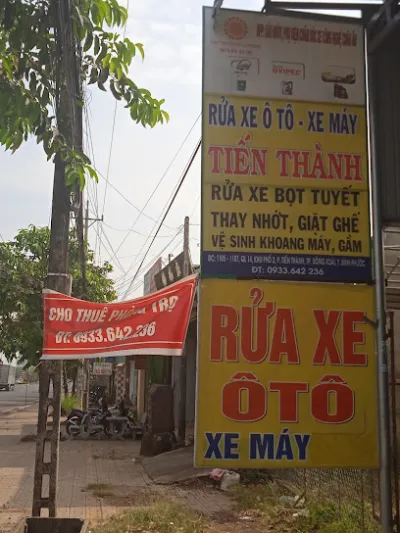 RỬA XE Ô TÔ - XE MÁY
TIẾN THÀNH
RỬA XE BỌT TUYẾT
THAY NHỚT, GIẶT GHẾ
VỆ SINH KHOANG MÁY, GẦM
ĐT: 0933.642 236
RỬA XE
ÔTÔ
XE MÁY
CHO THUÊ PHÒNG TRỌ
ĐT: 0933.642.236